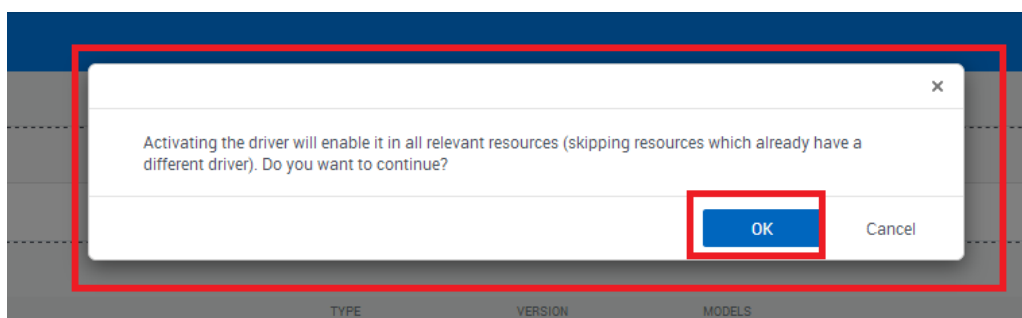 ×
Activating the driver will enable it in all relevant resources (skipping resources which already have a
different driver). Do you want to continue?
OK Cancel
TYPE VERSION MODELS